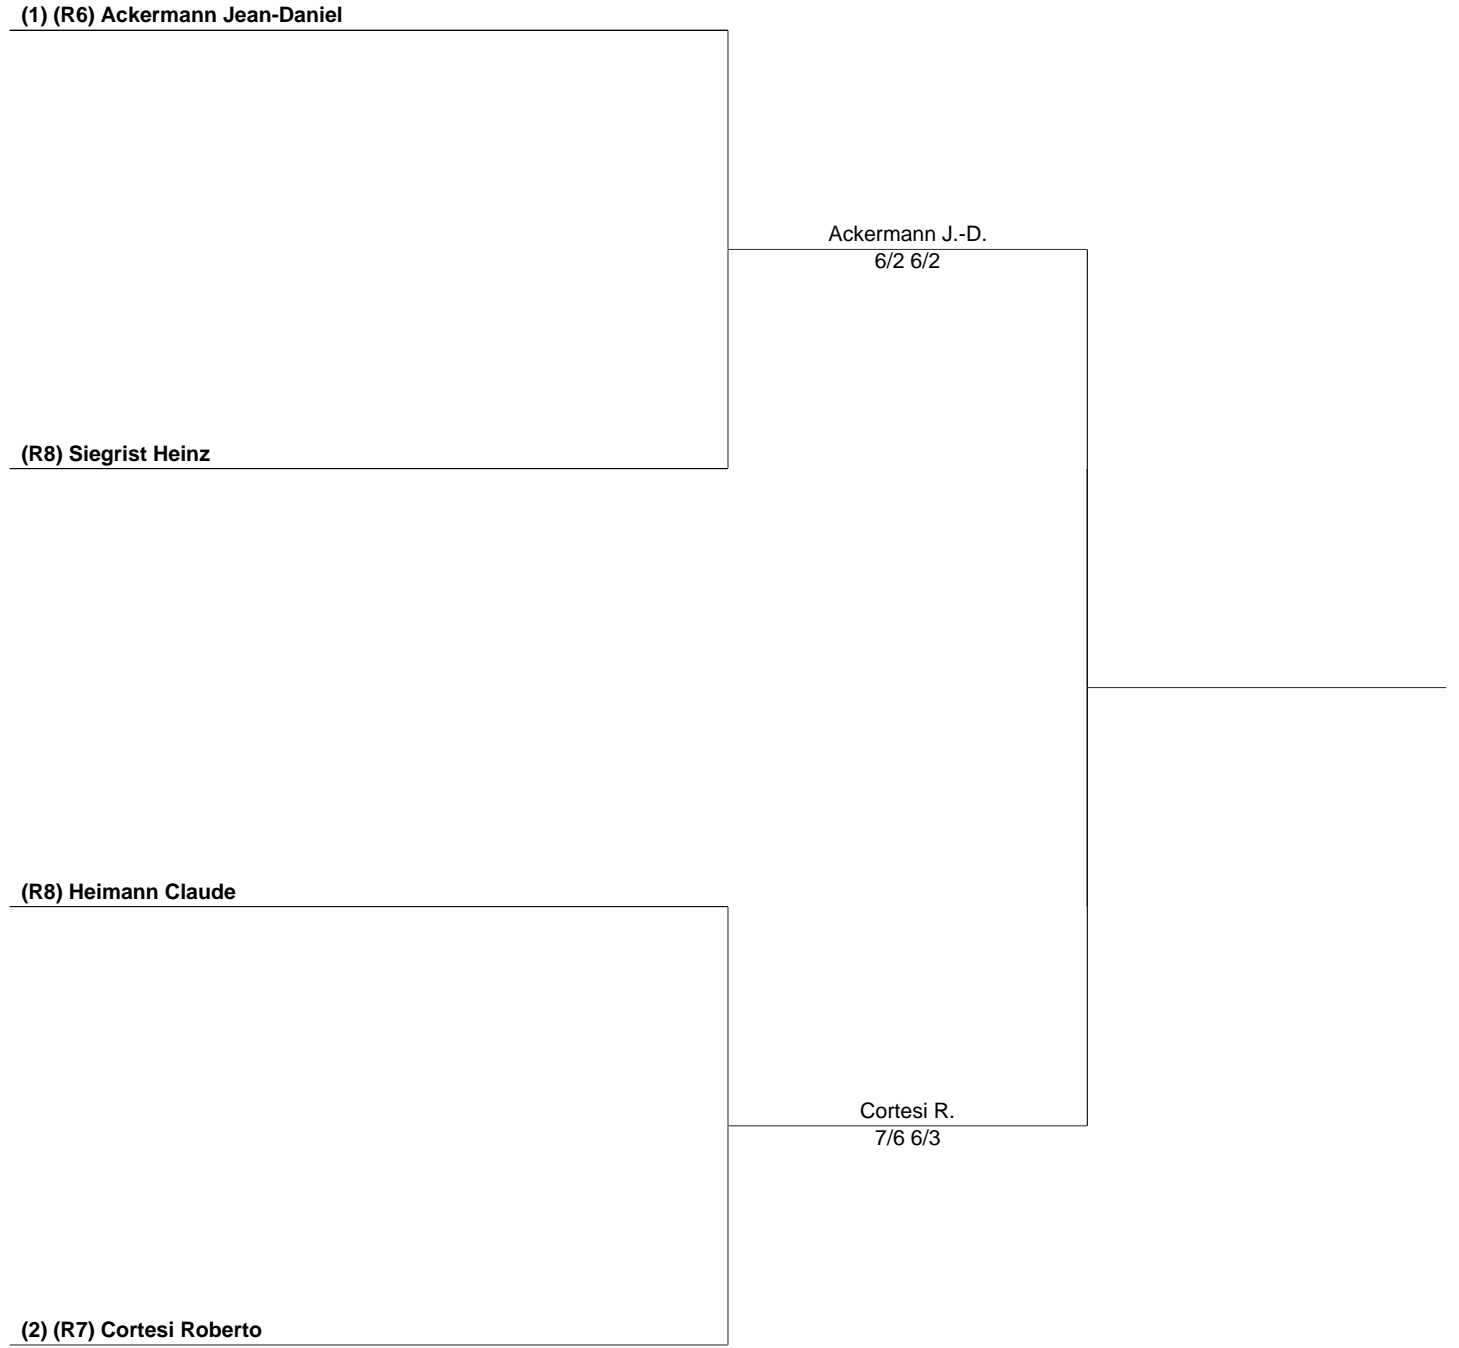 (1) (R6) Ackermann Jean-Daniel
Ackermann J.-D.
6/2 6/2
(R8) Siegrist Heinz
(R8) Heimann Claude
Cortesi R.
7/6 6/3
(2) (R7) Cortesi Roberto